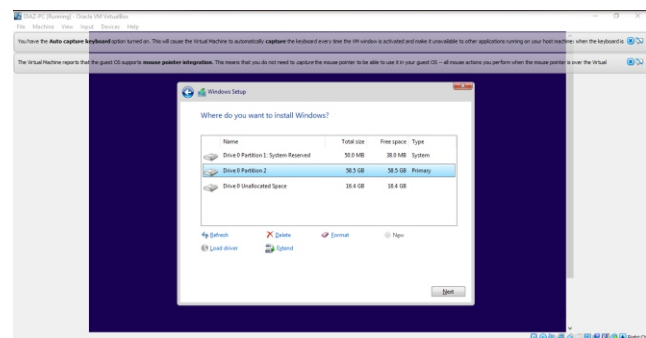 DIAZ-PC [Running] - Oracle VM VirtualBox
File Machine View Input Devices Help
You have the Auto capture keyboard option turned on. This will cause the Virtual Machine to automatically capture the keyboard every time the VM window is activated and make it unavailable to other applications running on your host machine: when the keyboard is
The Virtual Machine reports that the guest OS supports mouse pointer integration. This means that you do not need to capture the mouse pointer to be able to use it in your guest OS -- all mouse actions you perform when the mouse pointer is over the Virtual
Windows Setup
Where do you want to install Windows?
Name Total size Free space Type
Drive 0 Partition 1: System Reserved 50.0 MB 38.0 MB System
Drive 0 Partition 2 58.5 GB 58.5 GB Primary
Drive 0 Unallocated Space 16.4 GB 16.4 GB
Refresh Delete Format New
Load driver Extend
Next